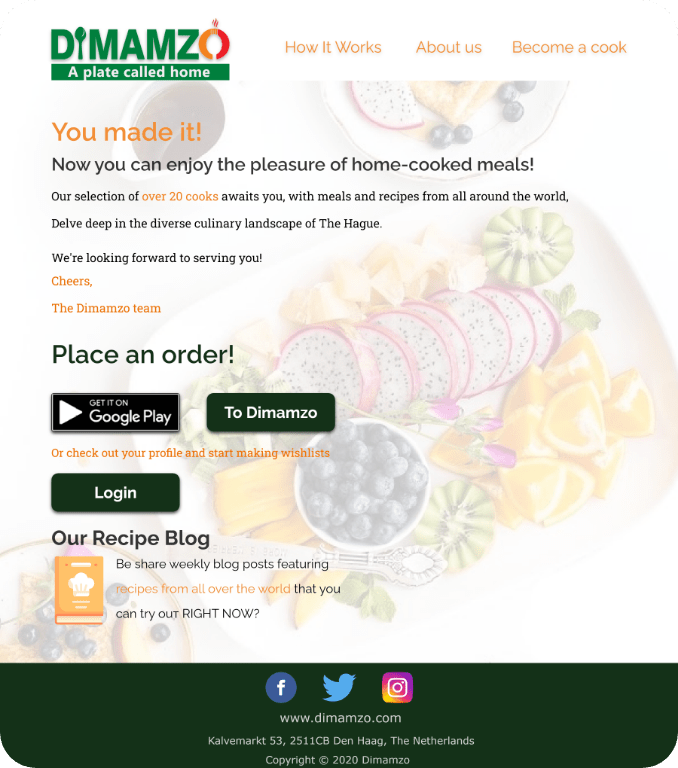 DIMAMZO
A plate called home
How It Works
About us
Become a cook
You made it!
Now you can enjoy the pleasure of home-cooked meals!
Our selection of over 20 cooks awaits you, with meals and recipes from all around the world,
Delve deep in the diverse culinary landscape of The Hague.
We're looking forward to serving you!
Cheers,
The Dimamzo team
Place an order!
GET IT ON
Google Play
To Dimamzo
Or check out your profile and start making wishlists
Login
Our Recipe Blog
Be share weekly blog posts featuring
recipes from all over the world that you
can try ouT RIGHT NOW?
www.dimamzo.com
Kalvemarkt 53, 2511CB Den Haag, The Netherlands
Copyright © 2020 Dimamzo